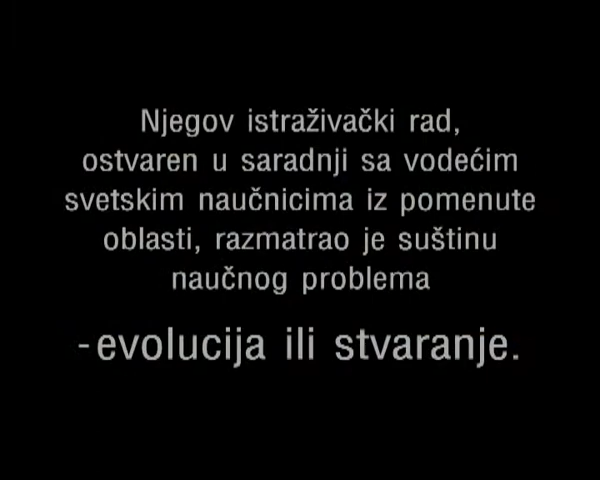 Njegov istraživački rad,
ostvaren u saradnji sa vodećim
svetskim naučnicima iz pomenute
oblasti, razmatrao je suštinu
naučnog problema
-evolucija ili stvaranje.